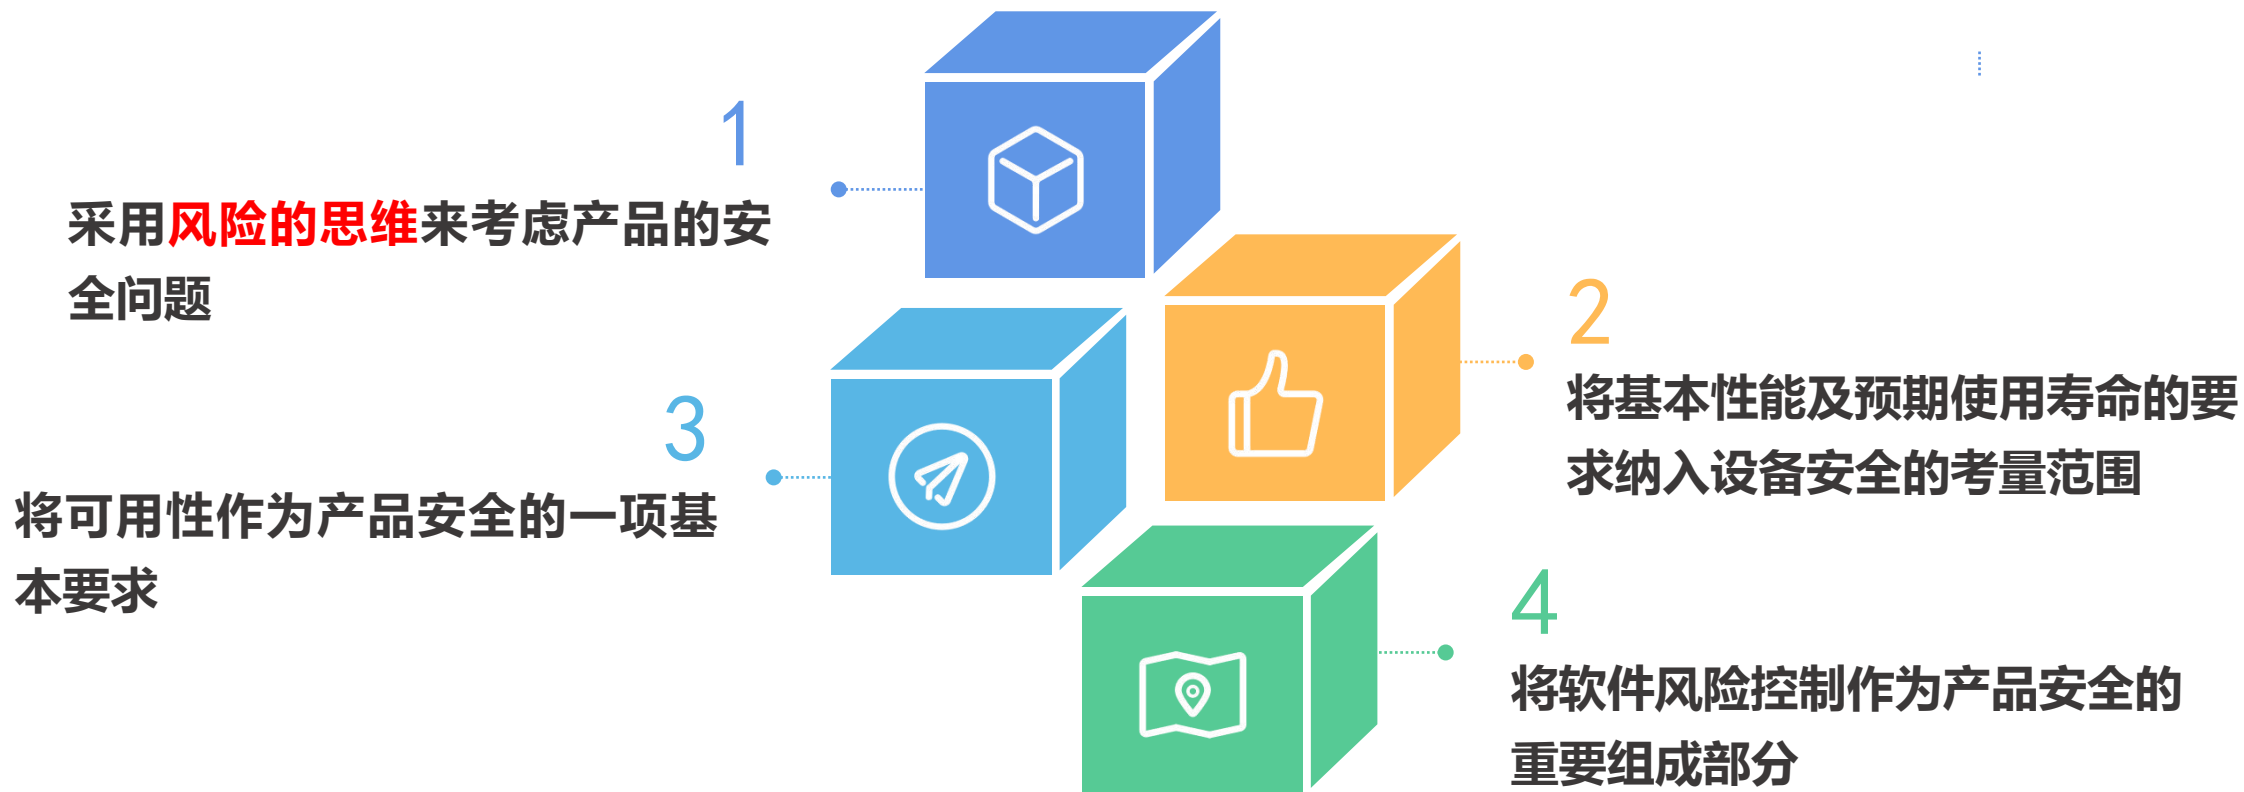 1
采用风险的思维来考虑产品的安
全问题
2
将基本性能及预期使用寿命的要
求纳入设备安全的考量范围
3
将可用性作为产品安全的一项基
本要求
4
将软件风险控制作为产品安全的
重要组成部分